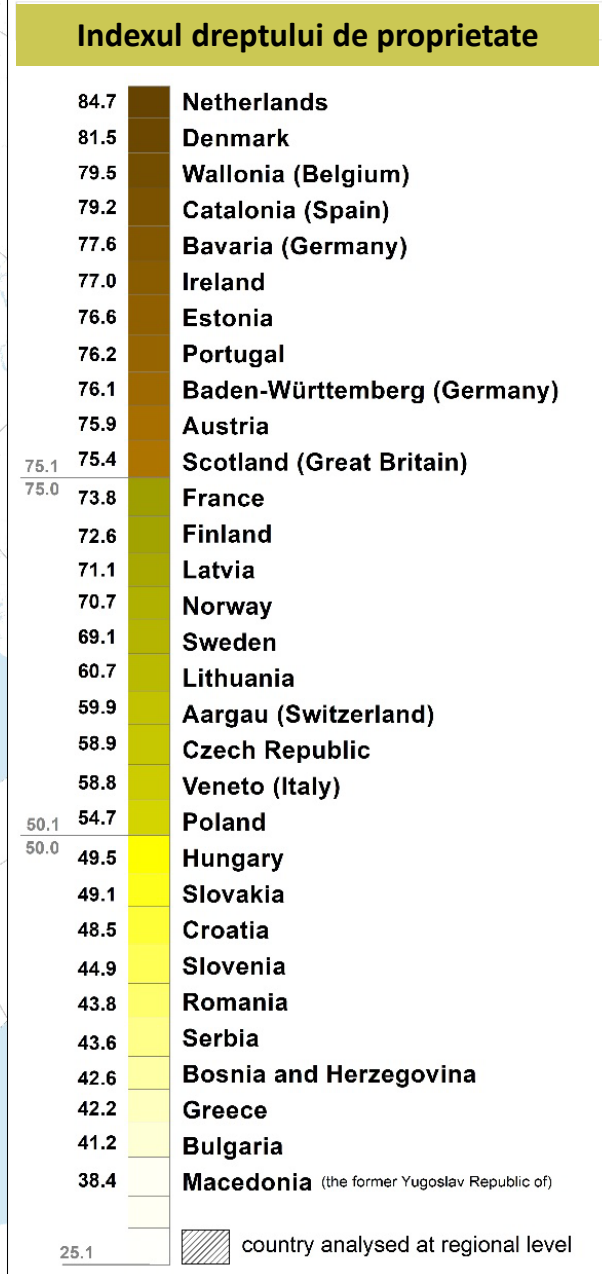 Indexul dreptului de proprietate
84.7 Netherlands
81.5 Denmark
79.5 Wallonia (Belgium)
79.2 Catalonia (Spain)
77.6 Bavaria (Germany)
77.0 Ireland
76.6 Estonia
76.2 Portugal
76.1 Baden-Württemberg (Germany)
75.9 Austria
75.1 75.4 Scotland (Great Britain)
75.0 73.8 France
72.6 Finland
71.1 Latvia
70.7 Norway
69.1 Sweden
60.7 Lithuania
59.9 Aargau (Switzerland)
58.9 Czech Republic
58.8 Veneto (Italy)
50.1 54.7 Poland
50.0 49.5 Hungary
49.1 Slovakia
48.5 Croatia
44.9 Slovenia
43.8 Romania
43.6 Serbia
42.6 Bosnia and Herzegovina
42.2 Greece
41.2 Bulgaria
38.4 Macedonia (the former Yugoslav Republic of)
25.1 country analysed at regional level